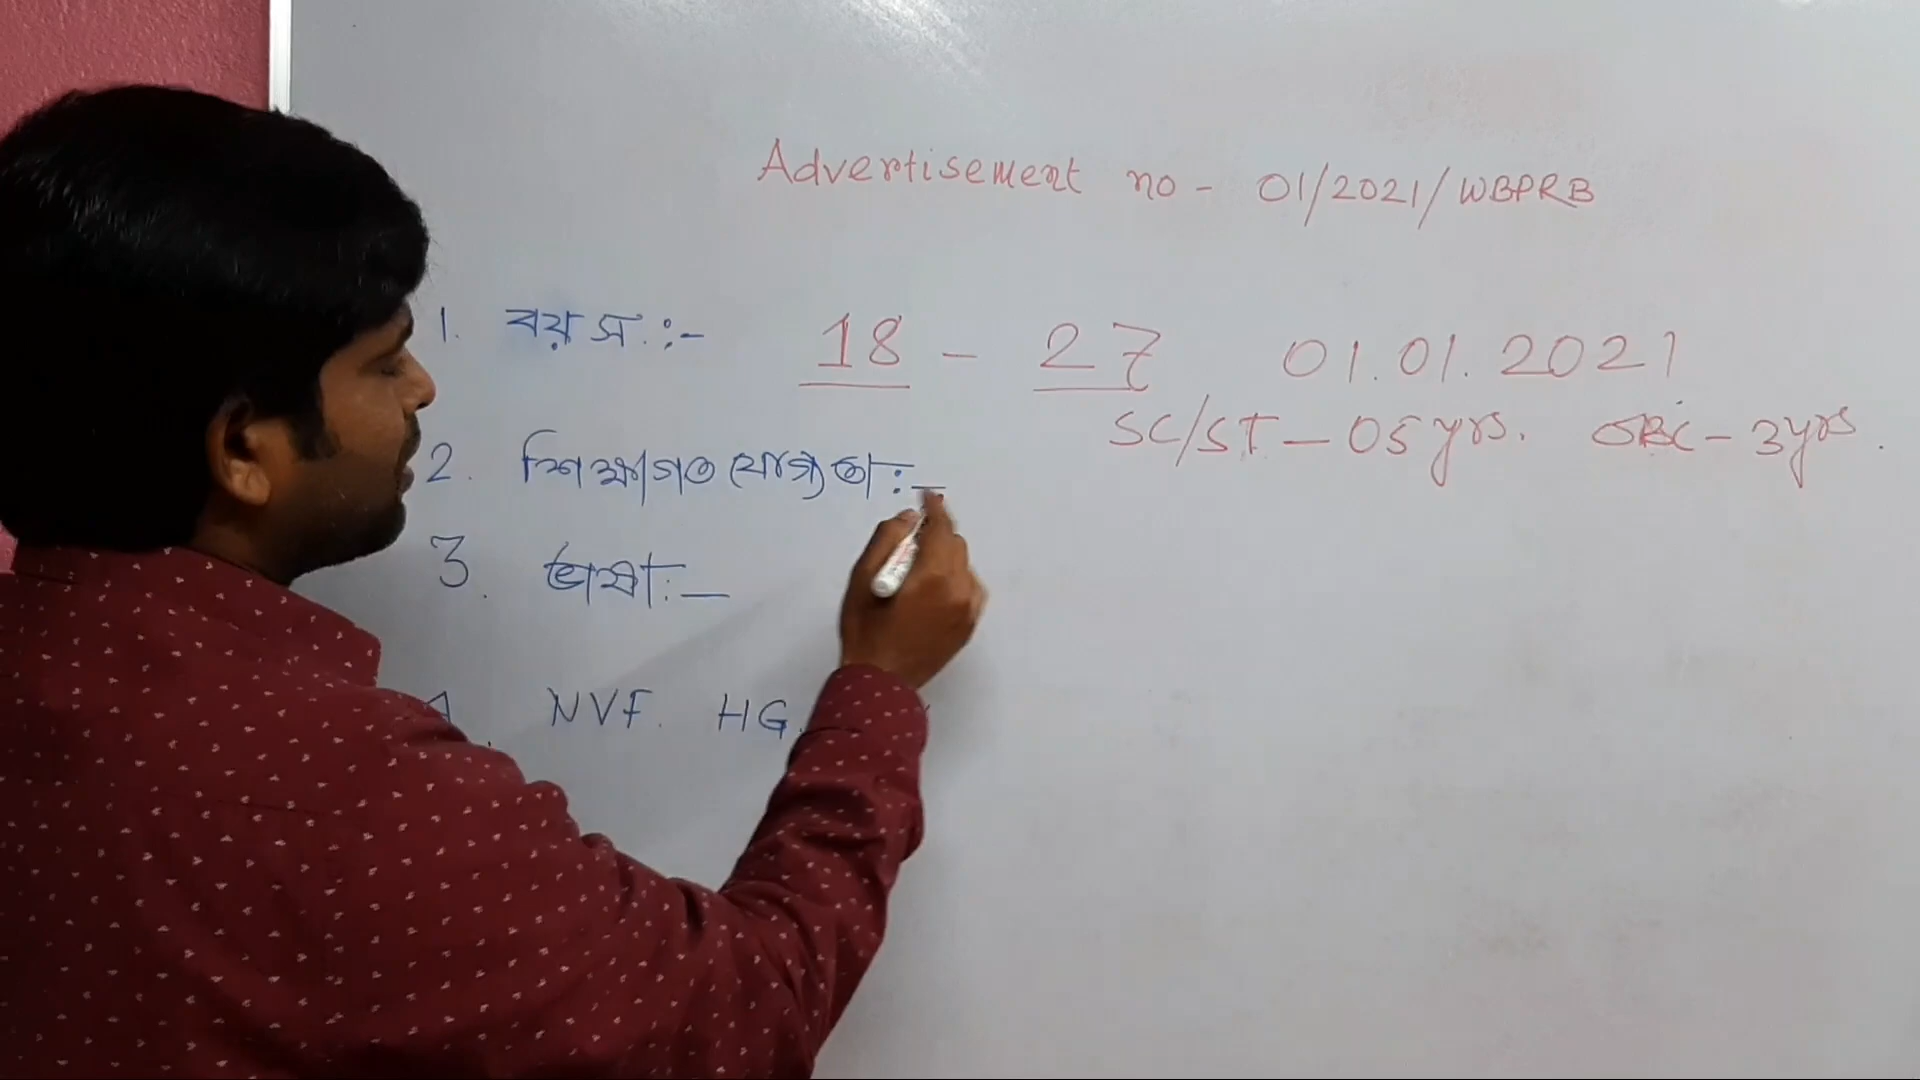 Advertisement no - 01/2021/WBPRB
1. বয়স :- 18 - 27 01.01.2021
SC/ST - 05 yrs. OBC - 3 yrs.
2. শিক্ষাগত যোগ্যতা :-
3. ভাষা :-
NVF. HG.